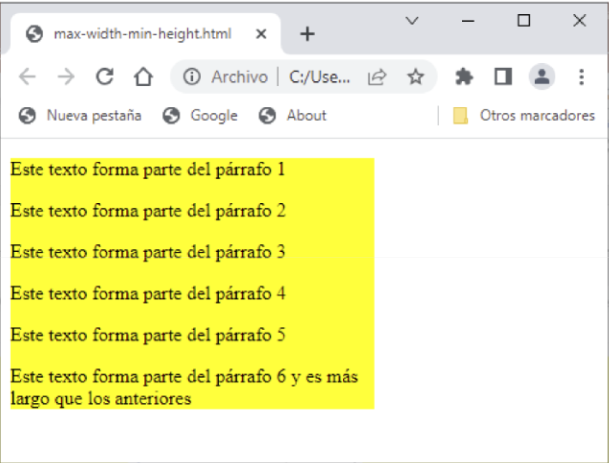 max-width-min-height.html
Archivo | C:/Use...
Nueva pestaña Google About Otros marcadores
Este texto forma parte del párrafo 1
Este texto forma parte del párrafo 2
Este texto forma parte del párrafo 3
Este texto forma parte del párrafo 4
Este texto forma parte del párrafo 5
Este texto forma parte del párrafo 6 y es más
largo que los anteriores